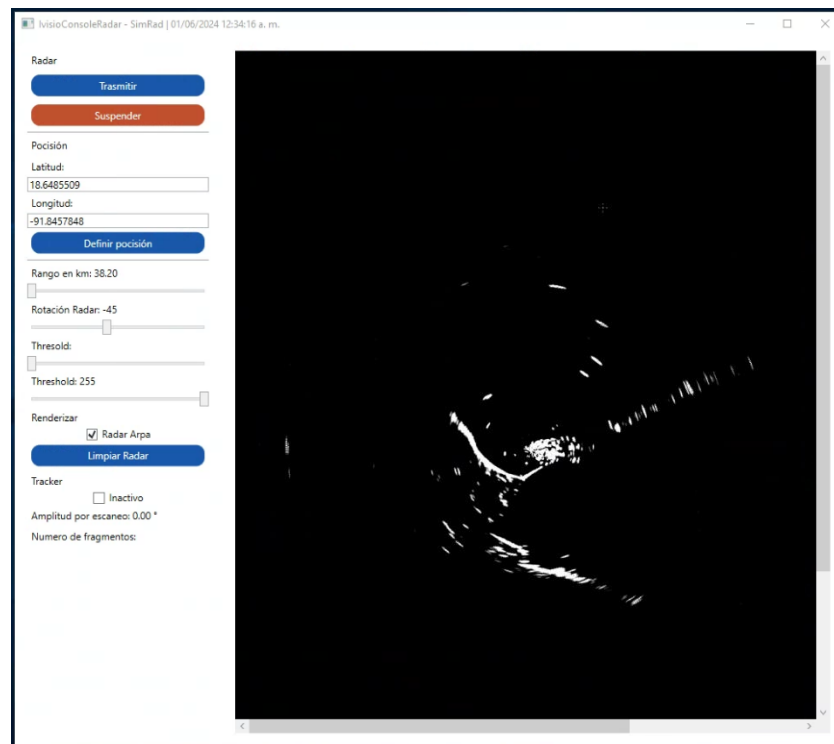 IvisioConsoleRadar - SimRad | 01/06/2024 12:34:16 a. m.
Radar
Trasmitir
Suspender
Pocisión
Latitud:
18.6485509
Longitud:
-91.8457848
Definir pocisión
Rango en km: 38.20
Rotación Radar: -45
Thresold:
Threshold: 255
Renderizar
Radar Arpa
Limpiar Radar
Tracker
Inactivo
Amplitud por escaneo: 0.00 °
Numero de fragmentos: